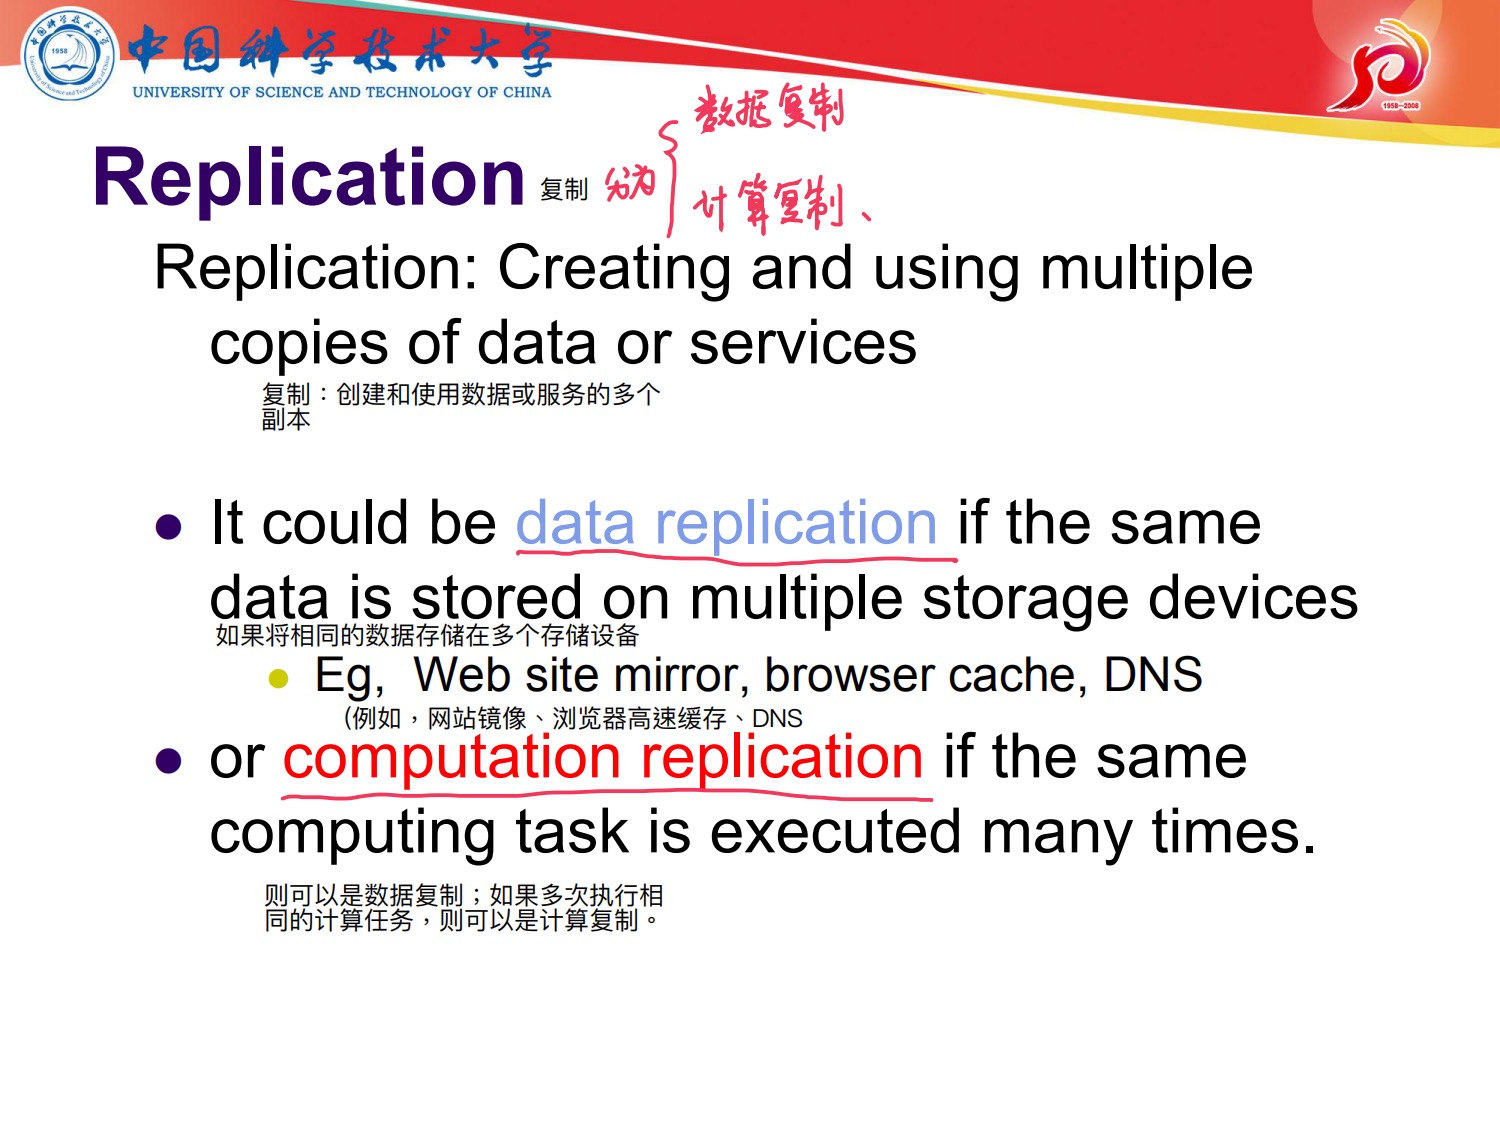 1958
中国科学技术大学
UNIVERSITY OF SCIENCE AND TECHNOLOGY OF CHINA
1958—2008
Replication 复制 分为
数据复制
计算复制、
Replication: Creating and using multiple
copies of data or services
复制：创建和使用数据或服务的多个
副本
It could be data replication if the same
data is stored on multiple storage devices
如果将相同的数据存储在多个存储设备
Eg, Web site mirror, browser cache, DNS
（例如，网站镜像、浏览器高速缓存、DNS
or computation replication if the same
computing task is executed many times.
则可以是数据复制；如果多次执行相
同的计算任务，则可以是计算复制。